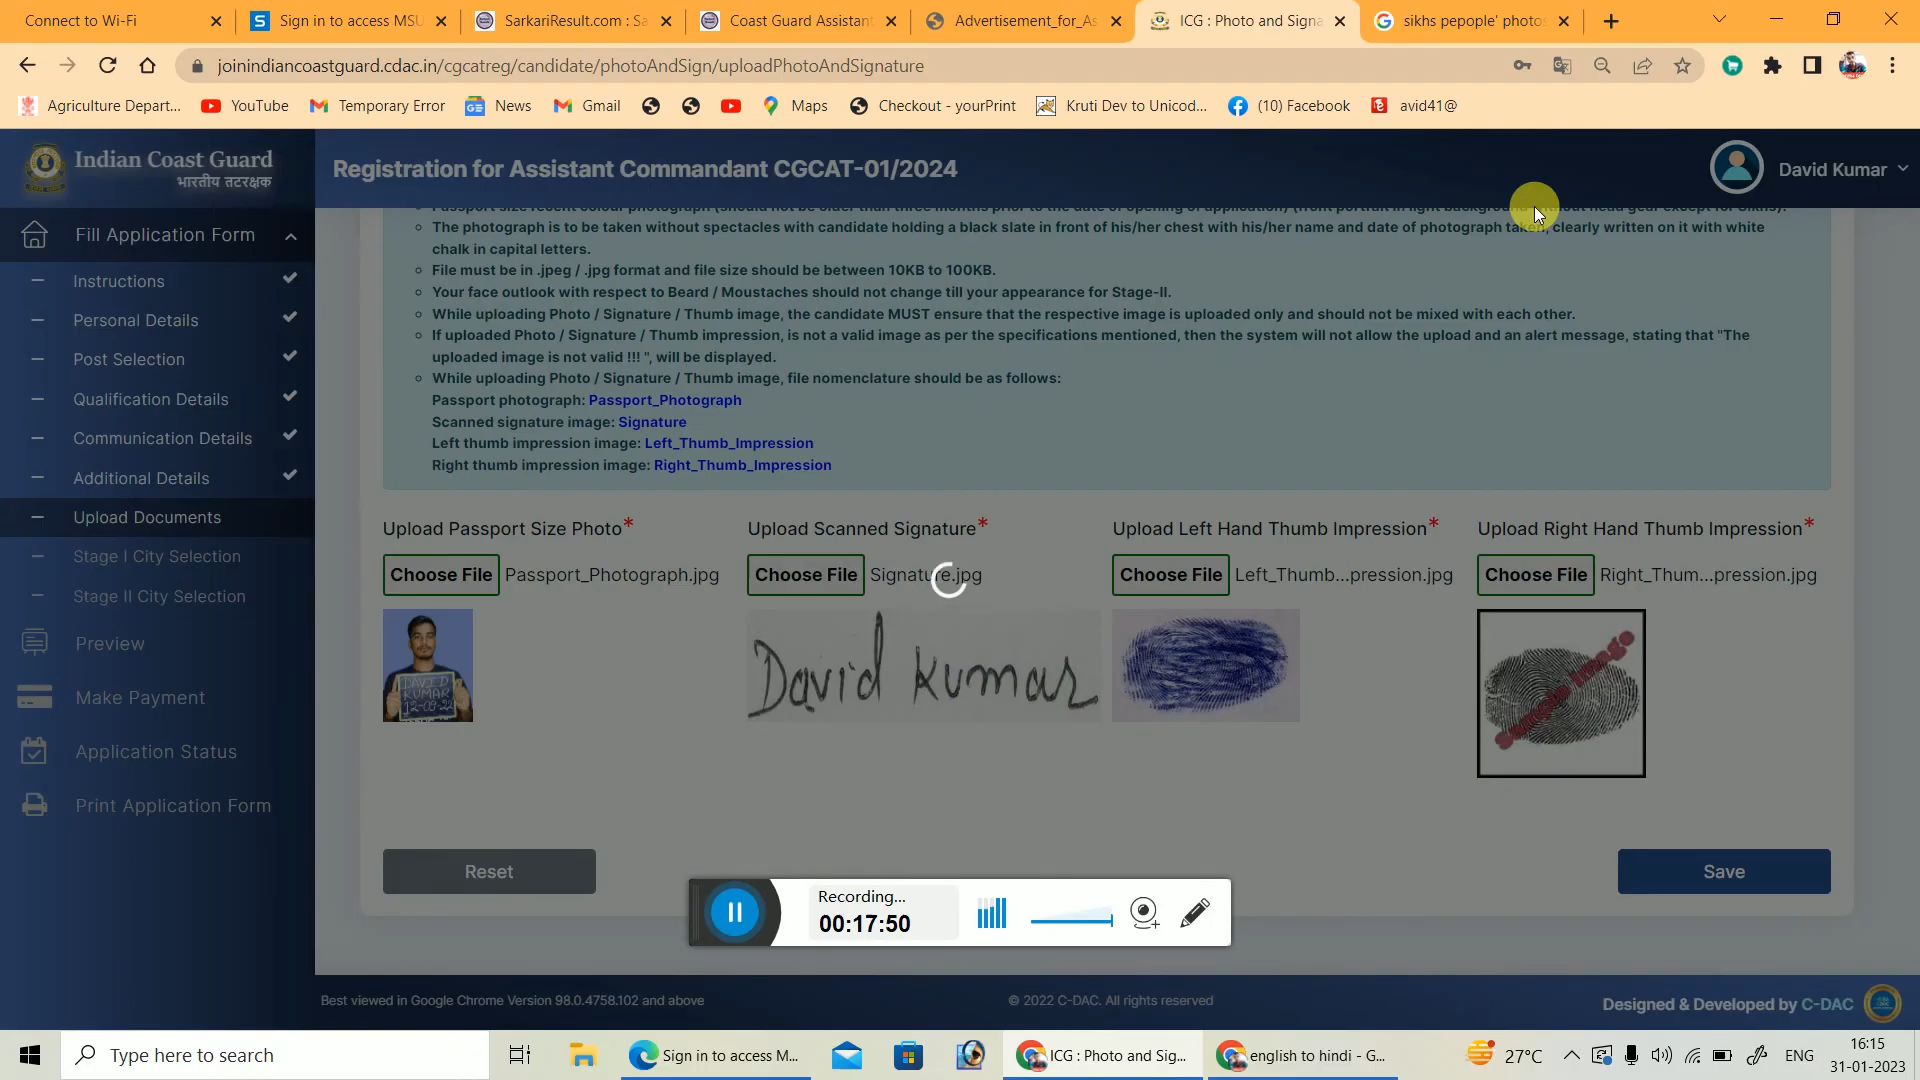 Connect to Wi-Fi
Sign in to access MSU
SarkariResult.com : Sa
Coast Guard Assistant
Advertisement_for_As
ICG : Photo and Signa
sikhs pepople' photos
joinindiancoastguard.cdac.in/cgcatreg/candidate/photoAndSign/uploadPhotoAndSignature
Agriculture Depart...
YouTube
Temporary Error
News
Gmail
Maps
Checkout - yourPrint
Kruti Dev to Unicod...
(10) Facebook
avid41@
Indian Coast Guard
भारतीय तटरक्षक
Registration for Assistant Commandant CGCAT-01/2024
David Kumar
Fill Application Form
Instructions
Personal Details
Post Selection
Qualification Details
Communication Details
Additional Details
Upload Documents
Stage I City Selection
Stage II City Selection
Preview
Make Payment
Application Status
Print Application Form
The photograph is to be taken without spectacles with candidate holding a black slate in front of his/her chest with his/her name and date of photograph taken, clearly written on it with white
chalk in capital letters.
File must be in .jpeg / .jpg format and file size should be between 10KB to 100KB.
Your face outlook with respect to Beard / Moustaches should not change till your appearance for Stage-II.
While uploading Photo / Signature / Thumb image, the candidate MUST ensure that the respective image is uploaded only and should not be mixed with each other.
If uploaded Photo / Signature / Thumb impression, is not a valid image as per the specifications mentioned, then the system will not allow the upload and an alert message, stating that "The
uploaded image is not valid !!! ", will be displayed.
While uploading Photo / Signature / Thumb image, file nomenclature should be as follows:
Passport photograph: Passport_Photograph
Scanned signature image: Signature
Left thumb impression image: Left_Thumb_Impression
Right thumb impression image: Right_Thumb_Impression
Upload Passport Size Photo*
Upload Scanned Signature*
Upload Left Hand Thumb Impression*
Upload Right Hand Thumb Impression*
Choose File Passport_Photograph.jpg
Choose File Signature.jpg
Choose File Left_Thumb...pression.jpg
Choose File Right_Thum...pression.jpg
DAVID
KUMAR
12-09-22
David Kumar
Reset
Save
Recording...
00:17:50
Best viewed in Google Chrome Version 98.0.4758.102 and above
© 2022 C-DAC. All rights reserved
Designed & Developed by C-DAC
Type here to search
Sign in to access M...
ICG : Photo and Sig...
english to hindi - G...
27°C
ENG
16:15
31-01-2023